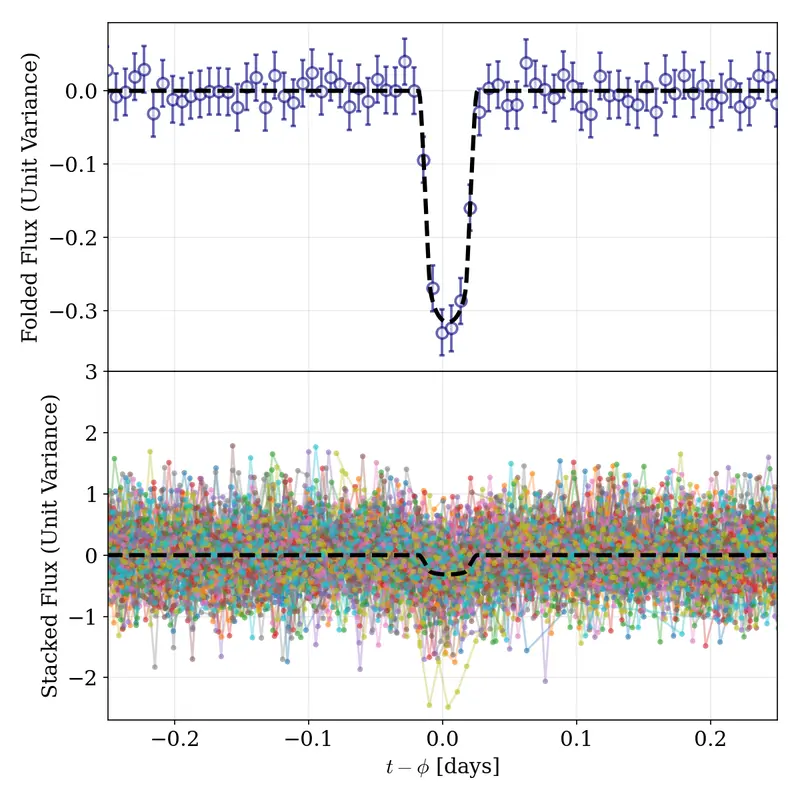 Folded Flux (Unit Variance)
0.0
−0.1
−0.2
−0.3
Stacked Flux (Unit Variance)
3
2
1
0
−1
−2
−0.2 −0.1 0.0 0.1 0.2
t − ϕ [days]